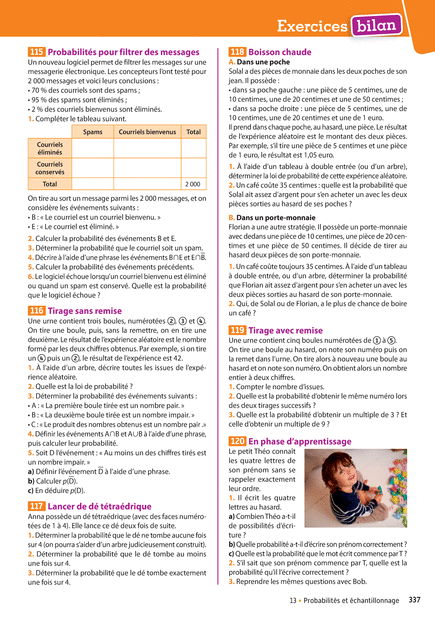 Exercices bilan
115 Probabilités pour filtrer des messages
Un nouveau logiciel permet de filtrer les messages sur une
messagerie électronique. Les concepteurs l'ont testé pour
2 000 messages et voici leurs conclusions :
• 70 % des courriels sont des spams ;
• 95 % des spams sont éliminés ;
• 2 % des courriels bienvenus sont éliminés.
1. Compléter le tableau suivant.
Spams Courriels bienvenus Total
Courriels
éliminés
Courriels
conservés
Total 2 000
On tire au sort un message parmi les 2 000 messages, et on
considère les événements suivants :
• B : « Le courriel est un courriel bienvenu. »
• E : « Le courriel est éliminé. »
2. Calculer la probabilité des événements B et E.
3. Déterminer la probabilité que le courriel soit un spam.
4. Décrire à l'aide d'une phrase les événements B∩E et E∩B̅.
5. Calculer la probabilité des événements précédents.
6. Le logiciel échoue lorsqu'un courriel bienvenu est éliminé
ou quand un spam est conservé. Quelle est la probabilité
que le logiciel échoue ?
116 Tirage sans remise
Une urne contient trois boules, numérotées ②, ③ et ④.
On tire une boule, puis, sans la remettre, on en tire une
deuxième. Le résultat de l'expérience aléatoire est le nombre
formé par les deux chiffres obtenus. Par exemple, si on tire
un ④ puis un ②, le résultat de l'expérience est 42.
1. À l'aide d'un arbre, décrire toutes les issues de l'expé-
rience aléatoire.
2. Quelle est la loi de probabilité ?
3. Déterminer la probabilité des événements suivants :
• A : « La première boule tirée est un nombre pair. »
• B : « La deuxième boule tirée est un nombre impair. »
• C : « Le produit des nombres obtenus est un nombre pair .»
4. Définir les événements A∩B et A∪B à l'aide d'une phrase,
puis calculer leur probabilité.
5. Soit D l'événement : « Au moins un des chiffres tirés est
un nombre impair. »
a) Définir l'événement D̅ à l'aide d'une phrase.
b) Calculer p(D̅).
c) En déduire p(D).
117 Lancer de dé tétraédrique
Anna possède un dé tétraédrique (avec des faces numéro-
tées de 1 à 4). Elle lance ce dé deux fois de suite.
1. Déterminer la probabilité que le dé ne tombe aucune fois
sur 4 (on pourra s'aider d'un arbre judicieusement construit).
2. Déterminer la probabilité que le dé tombe au moins
une fois sur 4.
3. Déterminer la probabilité que le dé tombe exactement
une fois sur 4.
118 Boisson chaude
A. Dans une poche
Solal a des pièces de monnaie dans les deux poches de son
jean. Il possède :
• dans sa poche gauche : une pièce de 5 centimes, une de
10 centimes, une de 20 centimes et une de 50 centimes ;
• dans sa poche droite : une pièce de 5 centimes, une de
10 centimes, une de 20 centimes et une de 1 euro.
Il prend dans chaque poche, au hasard, une pièce. Le résultat
de l'expérience aléatoire est le montant des deux pièces.
Par exemple, s'il tire une pièce de 5 centimes et une pièce
de 1 euro, le résultat est 1,05 euro.
1. À l'aide d'un tableau à double entrée (ou d'un arbre),
déterminer la loi de probabilité de cette expérience aléatoire.
2. Un café coûte 35 centimes : quelle est la probabilité que
Solal ait assez d'argent pour s'en acheter un avec les deux
pièces sorties au hasard de ses poches ?
B. Dans un porte-monnaie
Florian a une autre stratégie. Il possède un porte-monnaie
avec dedans une pièce de 10 centimes, une pièce de 20 cen-
times et une pièce de 50 centimes. Il décide de tirer au
hasard deux pièces de son porte-monnaie.
1. Un café coûte toujours 35 centimes. À l'aide d'un tableau
à double entrée, ou d'un arbre, déterminer la probabilité
que Florian ait assez d'argent pour s'en acheter un avec les
deux pièces sorties au hasard de son porte-monnaie.
2. Qui, de Solal ou de Florian, a le plus de chance de boire
un café ?
119 Tirage avec remise
Une urne contient cinq boules numérotées de ① à ⑤.
On tire une boule au hasard, on note son numéro puis on
la remet dans l'urne. On tire alors à nouveau une boule au
hasard et on note son numéro. On obtient alors un nombre
entier à deux chiffres.
1. Compter le nombre d'issues.
2. Quelle est la probabilité d'obtenir le même numéro lors
des deux tirages successifs ?
3. Quelle est la probabilité d'obtenir un multiple de 3 ? Et
celle d'obtenir un multiple de 9 ?
120 En phase d'apprentissage
Le petit Théo connaît
les quatre lettres de
son prénom sans se
rappeler exactement
leur ordre.
1. Il écrit les quatre
lettres au hasard.
a) Combien Théo a-t-il
de possibilités d'écri-
ture ?
b) Quelle probabilité a-t-il d'écrire son prénom correctement ?
c) Quelle est la probabilité que le mot écrit commence par T ?
2. S'il sait que son prénom commence par T, quelle est la
probabilité qu'il l'écrive correctement ?
3. Reprendre les mêmes questions avec Bob.
13 • Probabilités et échantillonnage 337